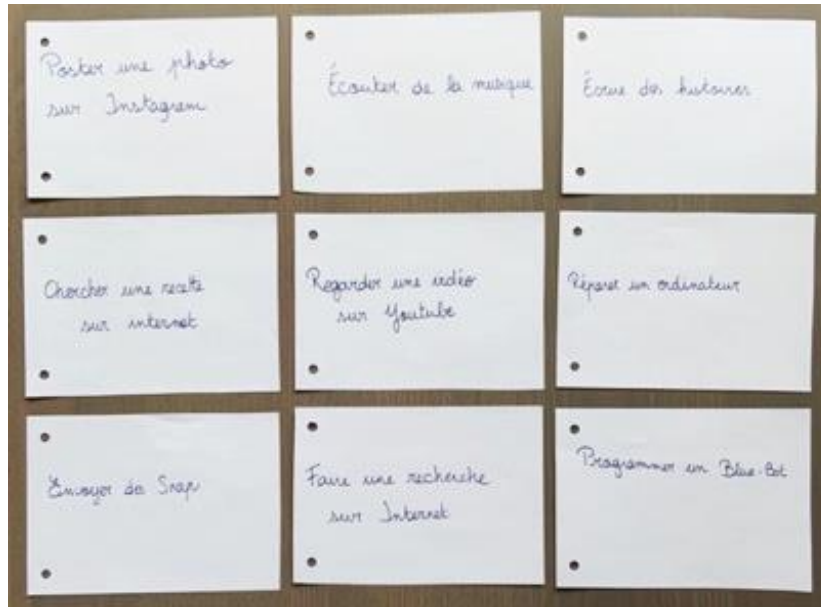 Poster une photo
sur Instagram
Écouter de la musique
Écrire des histoires
Chercher une recette
sur internet
Regarder une vidéo
sur Youtube
Réparer un ordinateur
Envoyer des Snap
Faire une recherche
sur Internet
Programmer un Blue-Bot